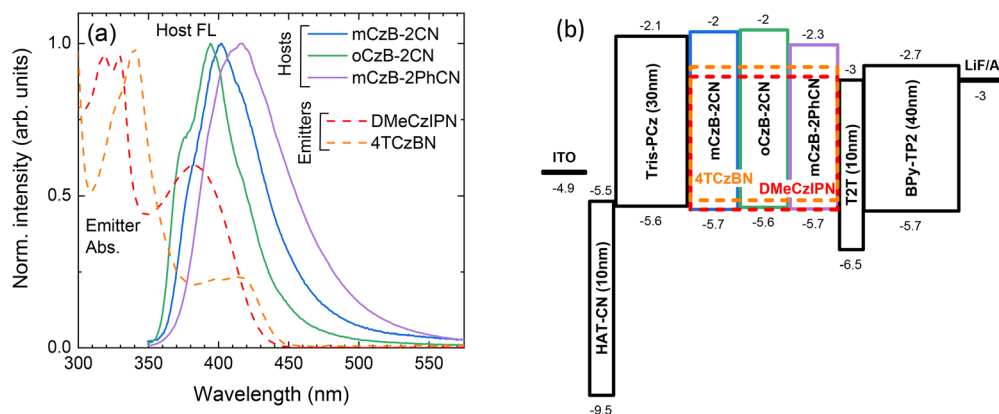 (a)
Host FL
Hosts
mCzB-2CN
oCzB-2CN
mCzB-2PhCN
Emitters
DMeCzIPN
4TCzBN
Emitter
Abs.
Norm. intensity (arb. units)
1.0
0.5
0.0
300 350 400 450 500 550
Wavelength (nm)
(b)
ITO
-4.9
-5.5
HAT-CN (10nm)
-9.5
-2.1
Tris-PCz (30nm)
-5.6
-2
mCzB-2CN
-5.7
-2
oCzB-2CN
-5.6
-2.3
mCzB-2PhCN
-5.7
4TCzBN
DMeCzIPN
-3
T2T (10nm)
-6.5
-2.7
BPy-TP2 (40nm)
-5.7
LiF/A
-3